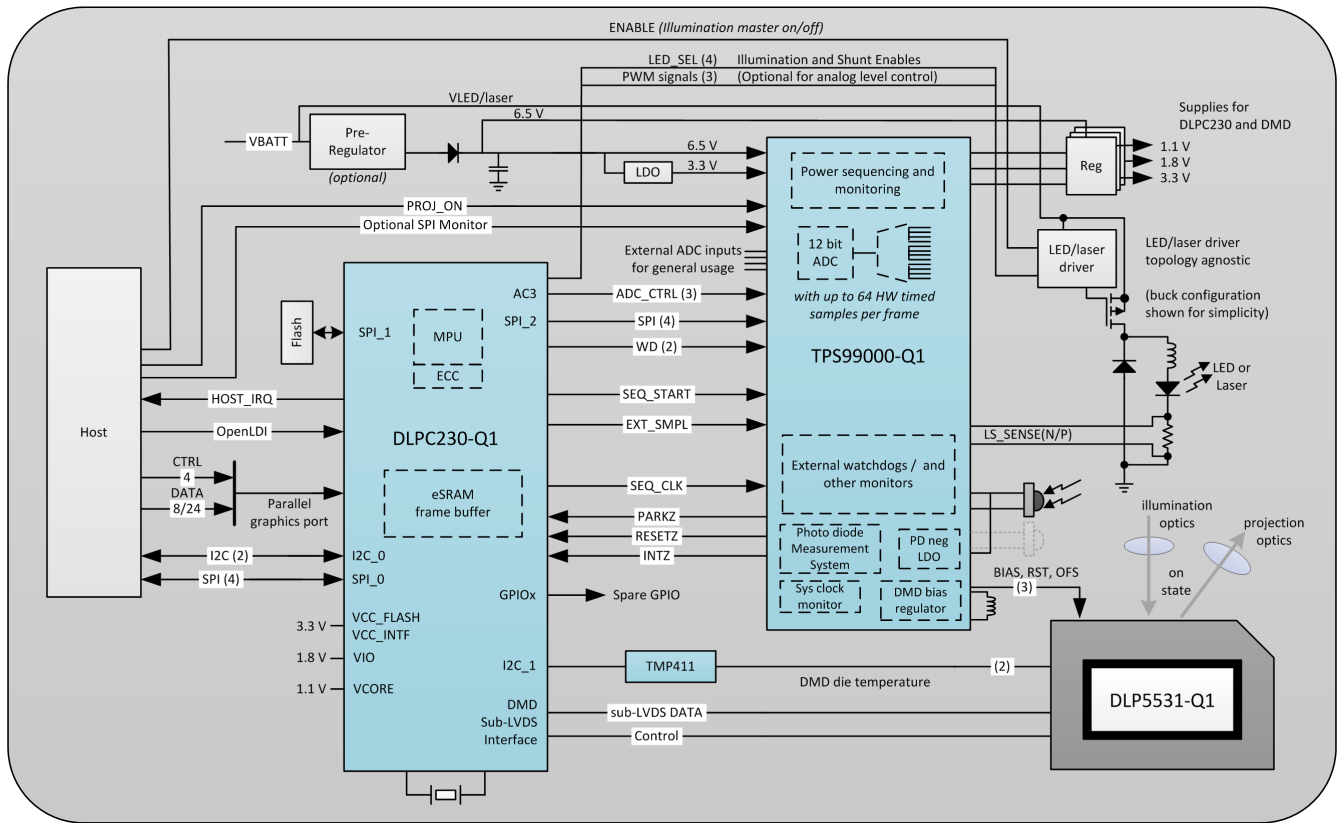 ENABLE (Illumination master on/off)
LED_SEL (4) Illumination and Shunt Enables
PWM signals (3) (Optional for analog level control)
VLED/laser
6.5 V
VBATT
Pre-
Regulator
(optional)
6.5 V
LDO
3.3 V
Power sequencing and
monitoring
Reg
Supplies for
DLPC230 and DMD
1.1 V
1.8 V
3.3 V
PROJ_ON
Optional SPI Monitor
External ADC inputs
for general usage
12 bit
ADC
with up to 64 HW timed
samples per frame
TPS99000-Q1
LED/laser
driver
LED/laser driver
topology agnostic
(buck configuration
shown for simplicity)
LED or
Laser
LS_SENSE(N/P)
Host
Flash
SPI_1
MPU
ECC
AC3
SPI_2
ADC_CTRL (3)
SPI (4)
WD (2)
SEQ_START
EXT_SMPL
SEQ_CLK
PARKZ
RESETZ
INTZ
HOST_IRQ
OpenLDI
CTRL
4
DATA
8/24
Parallel
graphics port
I2C (2)
SPI (4)
DLPC230-Q1
eSRAM
frame buffer
I2C_0
SPI_0
GPIOx
Spare GPIO
3.3 V
VCC_FLASH
VCC_INTF
1.8 V
VIO
1.1 V
VCORE
I2C_1
DMD
Sub-LVDS
Interface
TMP411
(2)
DMD die temperature
sub-LVDS DATA
Control
External watchdogs / and
other monitors
Photo diode
Measurement
System
PD neg
LDO
Sys clock
monitor
DMD bias
regulator
BIAS, RST, OFS
(3)
illumination
optics
projection
optics
on
state
DLP5531-Q1